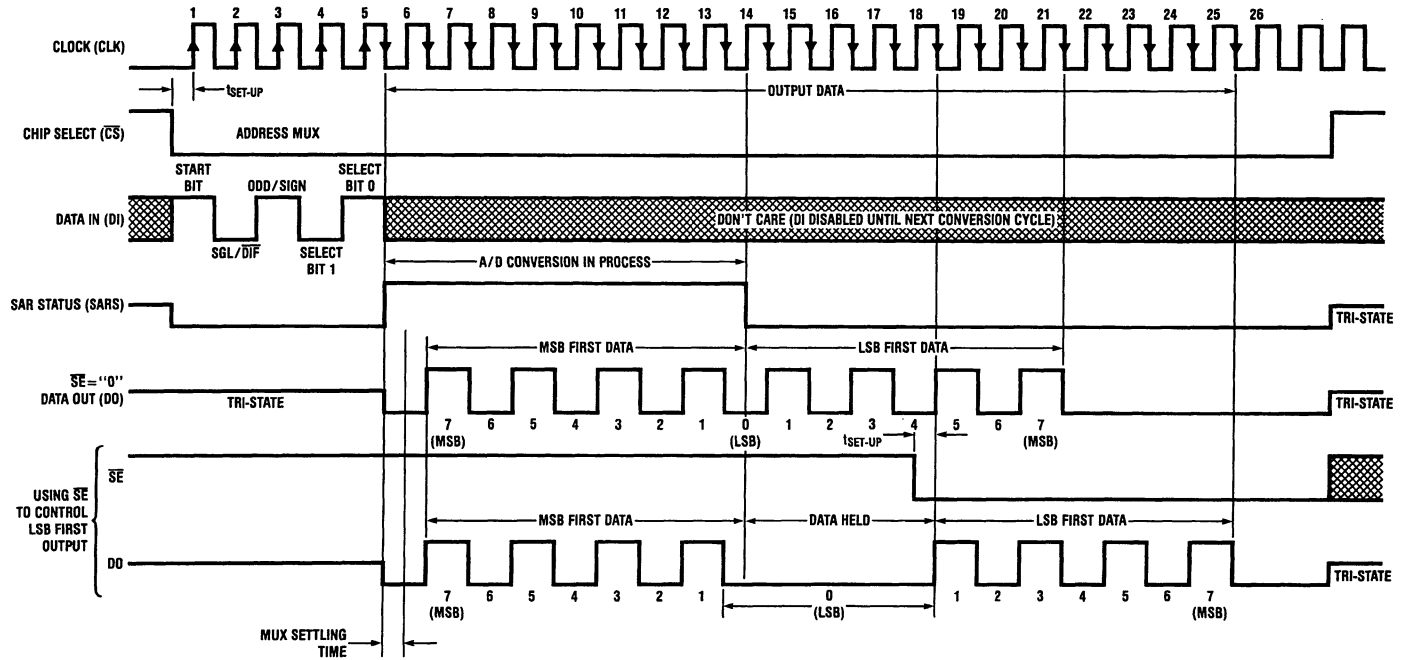 1 2 3 4 5 6 7 8 9 10 11 12 13 14 15 16 17 18 19 20 21 22 23 24 25 26
CLOCK (CLK)
tSET-UP
OUTPUT DATA
CHIP SELECT (C̅S̅)
ADDRESS MUX
START
BIT
ODD/SIGN
SELECT
BIT 0
DATA IN (DI)
DON'T CARE (DI DISABLED UNTIL NEXT CONVERSION CYCLE)
SGL/D̅I̅F̅
SELECT
BIT 1
A/D CONVERSION IN PROCESS
SAR STATUS (SARS)
TRI-STATE
MSB FIRST DATA
LSB FIRST DATA
S̅E̅="0"
DATA OUT (DO)
TRI-STATE
TRI-STATE
7 6 5 4 3 2 1 0 1 2 3 4 5 6 7
(MSB) (LSB) (MSB)
tSET-UP
S̅E̅
USING S̅E̅
TO CONTROL
LSB FIRST
OUTPUT
MSB FIRST DATA
DATA HELD
LSB FIRST DATA
DO
TRI-STATE
7 6 5 4 3 2 1 0 1 2 3 4 5 6 7
(MSB) (LSB) (MSB)
MUX SETTLING
TIME